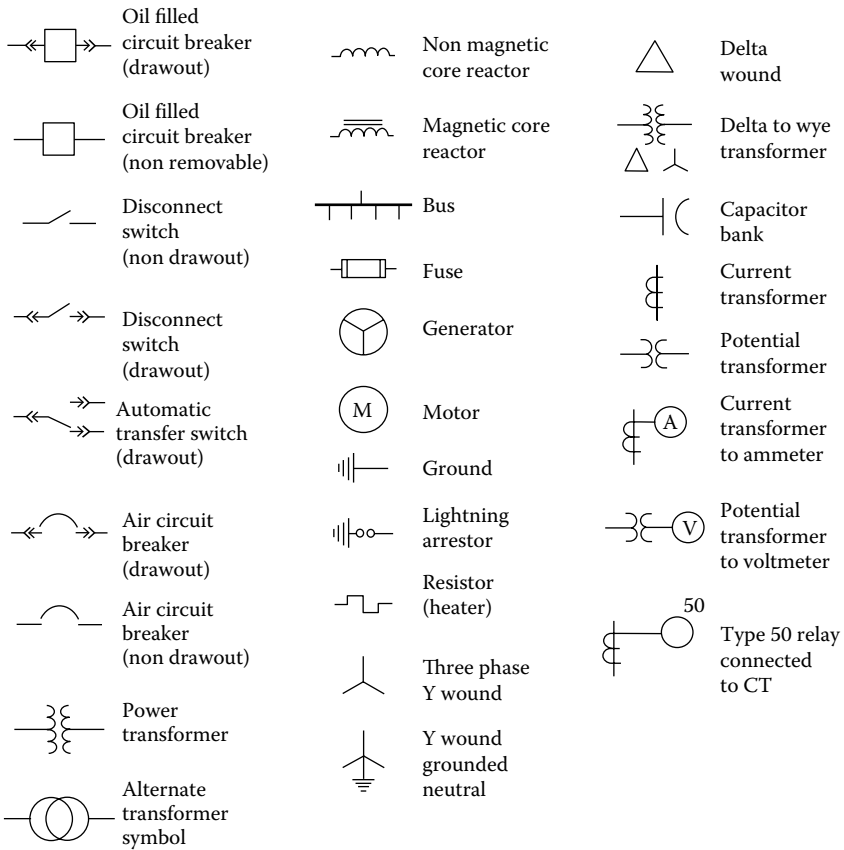 Oil filled
circuit breaker
(drawout)
Oil filled
circuit breaker
(non removable)
Disconnect
switch
(non drawout)
Disconnect
switch
(drawout)
Automatic
transfer switch
(drawout)
Air circuit
breaker
(drawout)
Air circuit
breaker
(non drawout)
Power
transformer
Alternate
transformer
symbol
Non magnetic
core reactor
Magnetic core
reactor
Bus
Fuse
Generator
M
Motor
Ground
Lightning
arrestor
Resistor
(heater)
Three phase
Y wound
Y wound
grounded
neutral
Delta
wound
Delta to wye
transformer
Capacitor
bank
Current
transformer
Potential
transformer
A
Current
transformer
to ammeter
V
Potential
transformer
to voltmeter
50
Type 50 relay
connected
to CT